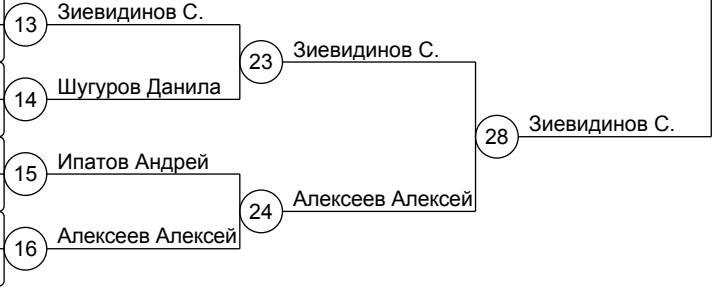 13 Зиевидинов С.
23 Зиевидинов С.
14 Шугуров Данила
28 Зиевидинов С.
15 Ипатов Андрей
24 Алексеев Алексей
16 Алексеев Алексей